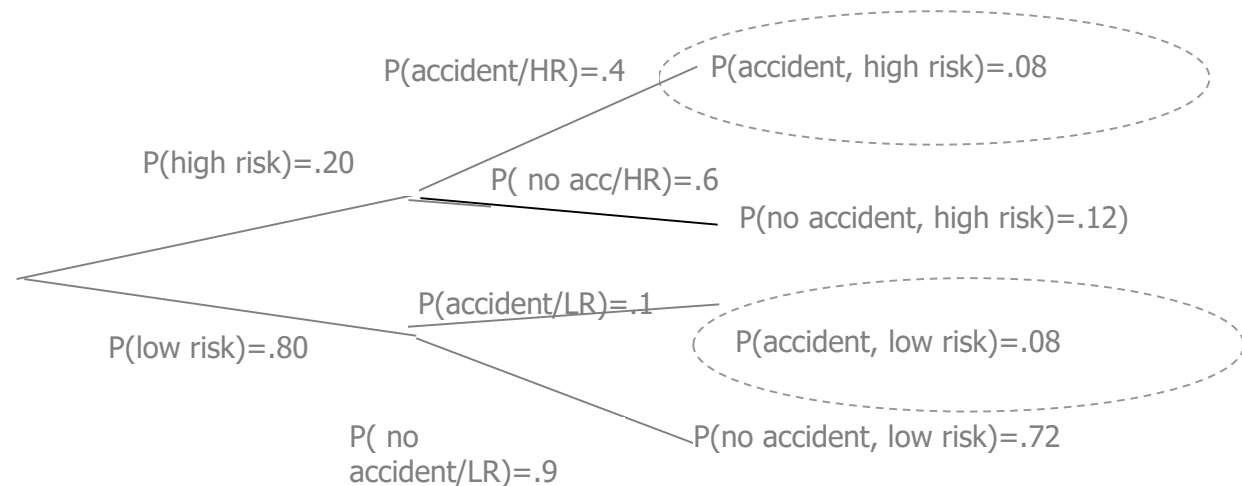 P(accident/HR)=.4
P(accident, high risk)=.08
P(high risk)=.20
P( no acc/HR)=.6
P(no accident, high risk)=.12)
P(accident/LR)=.1
P(low risk)=.80
P(accident, low risk)=.08
P( no
accident/LR)=.9
P(no accident, low risk)=.72